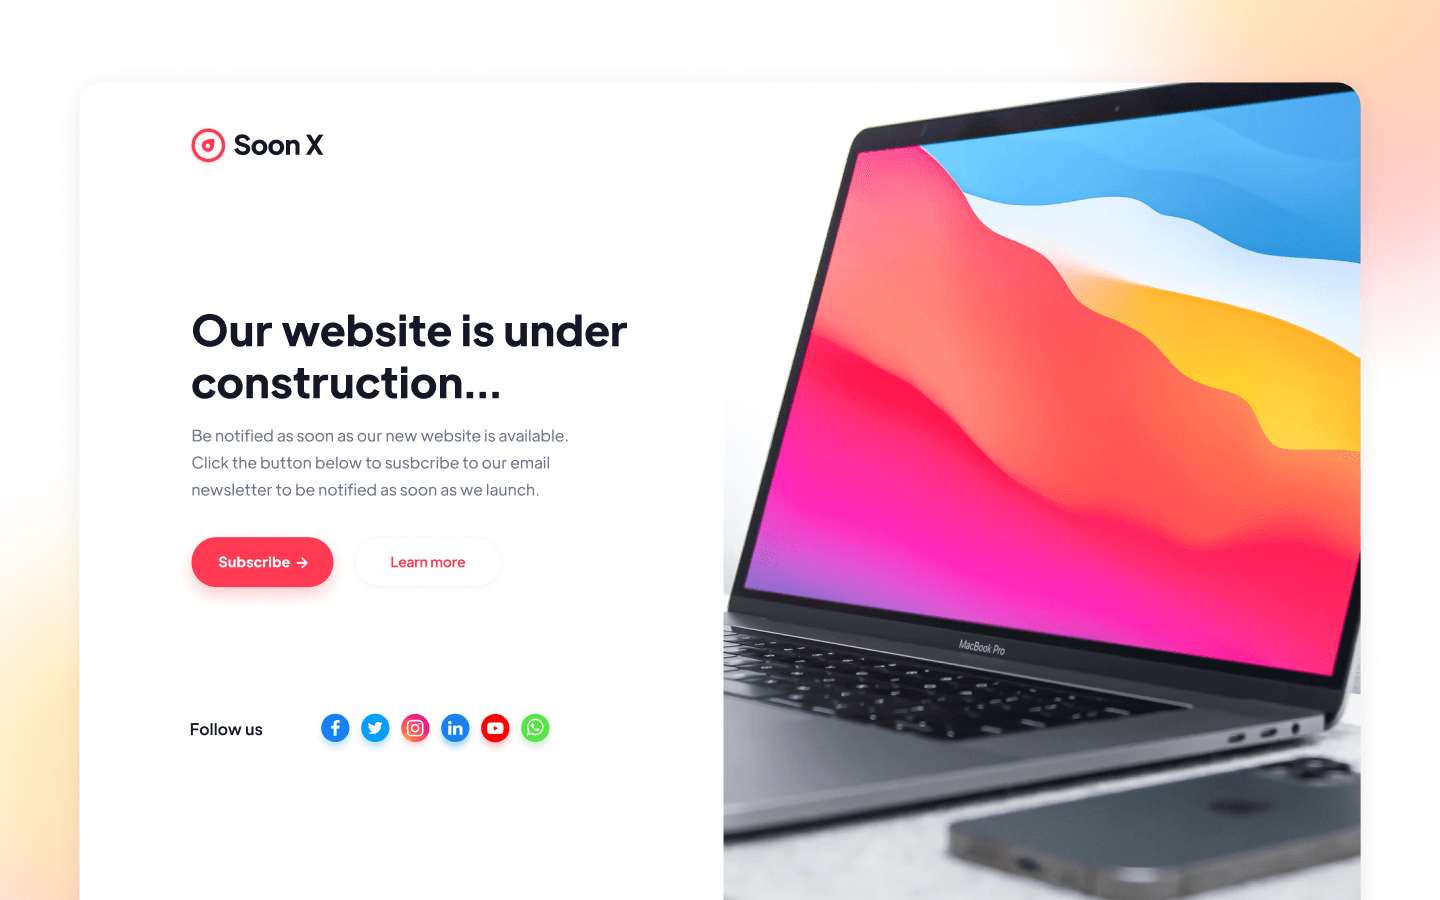 Soon X
Our website is under
construction...
Be notified as soon as our new website is available.
Click the button below to susbcribe to our email
newsletter to be notified as soon as we launch.
Subscribe →
Learn more
Follow us
MacBook Pro